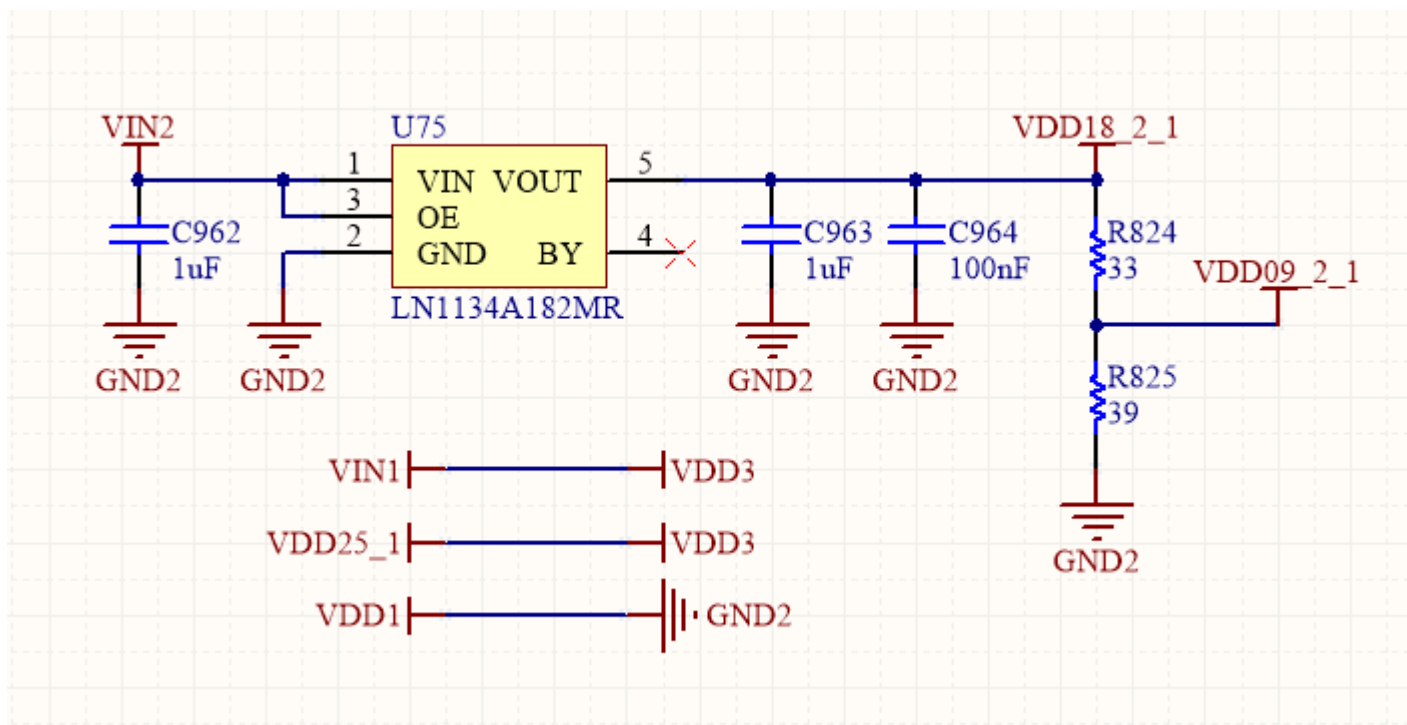 VIN2
U75
VDD18_2_1
1
VIN
VOUT
5
3
OE
2
GND
BY
4
C962
1uF
C963
1uF
C964
100nF
R824
33
VDD09_2_1
LN1134A182MR
GND2
GND2
GND2
GND2
R825
39
VIN1
VDD3
VDD25_1
VDD3
GND2
VDD1
GND2